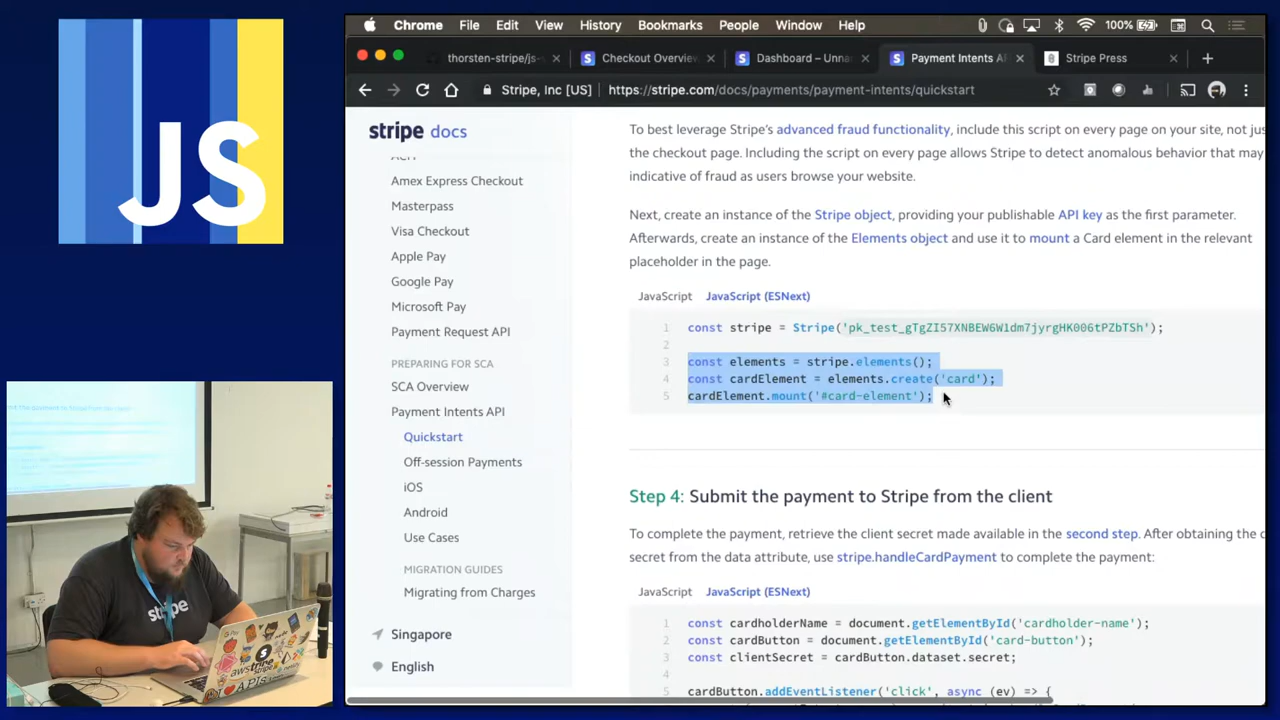 JS
Chrome File Edit View History Bookmarks People Window Help
100%
thorsten-stripe/js-
Checkout Overview
Dashboard – Unna
Payment Intents AP
Stripe Press
Stripe, Inc [US] https://stripe.com/docs/payments/payment-intents/quickstart
stripe docs
ACH
Amex Express Checkout
Masterpass
Visa Checkout
Apple Pay
Google Pay
Microsoft Pay
Payment Request API
PREPARING FOR SCA
SCA Overview
Payment Intents API
Quickstart
Off-session Payments
iOS
Android
Use Cases
MIGRATION GUIDES
Migrating from Charges
Singapore
English
To best leverage Stripe's advanced fraud functionality, include this script on every page on your site, not jus
the checkout page. Including the script on every page allows Stripe to detect anomalous behavior that may
indicative of fraud as users browse your website.
Next, create an instance of the Stripe object, providing your publishable API key as the first parameter.
Afterwards, create an instance of the Elements object and use it to mount a Card element in the relevant
placeholder in the page.
JavaScript JavaScript (ESNext)
1 const stripe = Stripe('pk_test_gTgZI57XNBEW6W1dm7jyrgHK006tPZbTSh');
2
3 const elements = stripe.elements();
4 const cardElement = elements.create('card');
5 cardElement.mount('#card-element');
Step 4: Submit the payment to Stripe from the client
To complete the payment, retrieve the client secret made available in the second step. After obtaining the c
secret from the data attribute, use stripe.handleCardPayment to complete the payment:
JavaScript JavaScript (ESNext)
1 const cardholderName = document.getElementById('cardholder-name');
2 const cardButton = document.getElementById('card-button');
3 const clientSecret = cardButton.dataset.secret;
4
5 cardButton.addEventListener('click', async (ev) => {
stripe
aws
stripe
I APIs